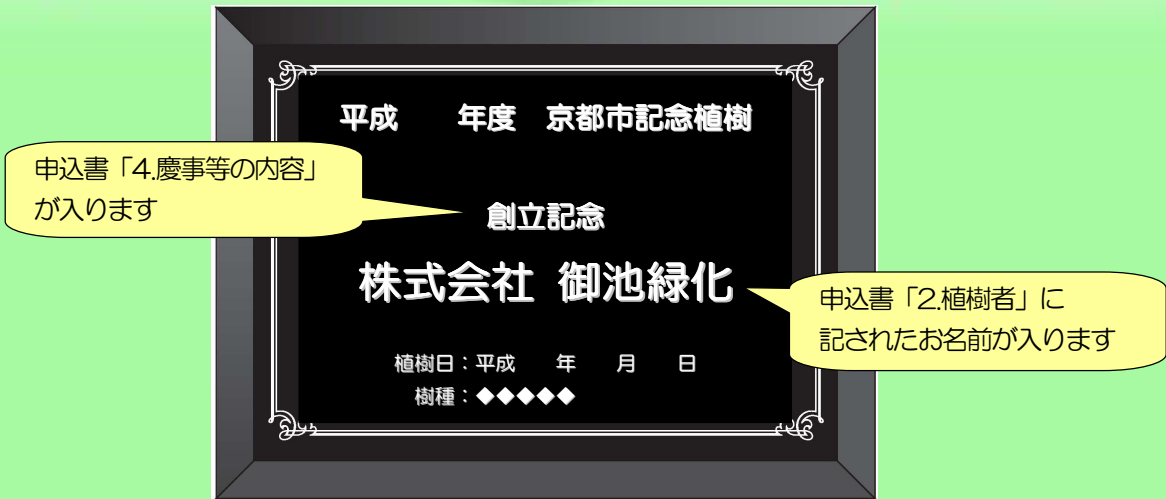 平成　　年度　京都市記念植樹
申込書「4.慶事等の内容」
が入ります
創立記念
株式会社 御池緑化
申込書「2.植樹者」に
記されたお名前が入ります
植樹日：平成　　年　　月　　日
樹種：◆◆◆◆◆